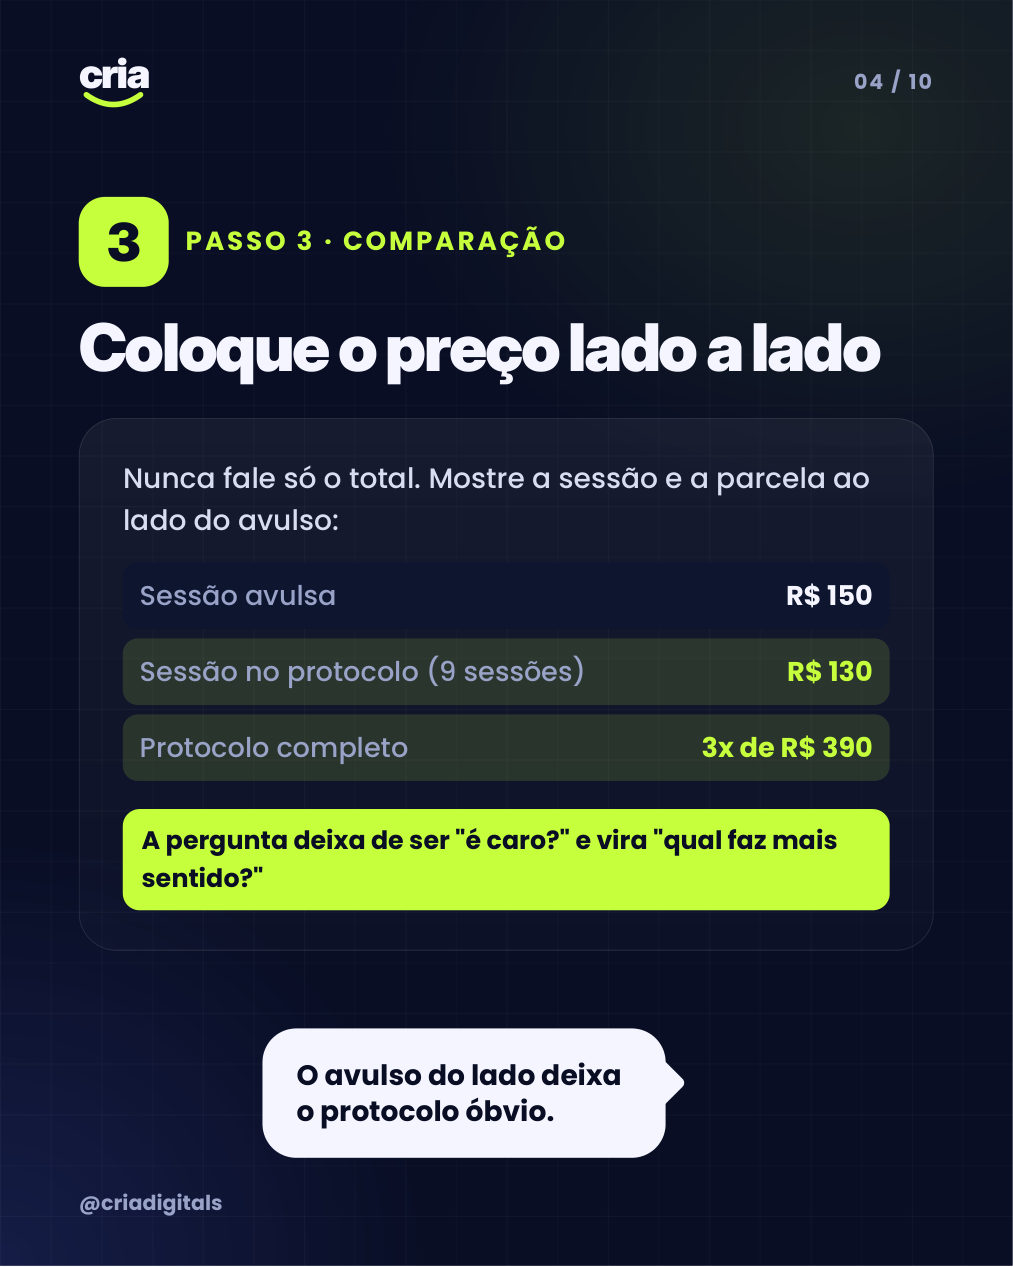 cria
04 / 10
3
PASSO 3 · COMPARAÇÃO
Coloque o preço lado a lado
Nunca fale só o total. Mostre a sessão e a parcela ao
lado do avulso:
Sessão avulsa R$ 150
Sessão no protocolo (9 sessões) R$ 130
Protocolo completo 3x de R$ 390
A pergunta deixa de ser "é caro?" e vira "qual faz mais
sentido?"
O avulso do lado deixa
o protocolo óbvio.
@criadigitals